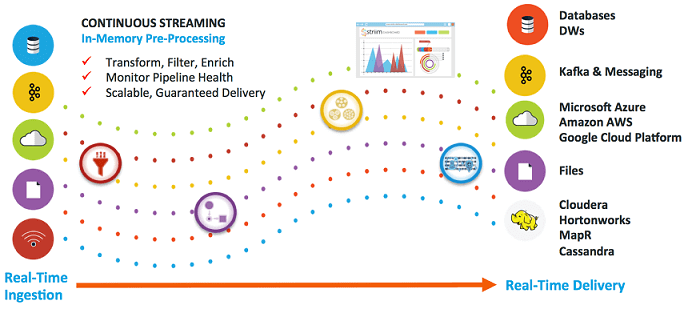 CONTINUOUS STREAMING
In-Memory Pre-Processing
✓ Transform, Filter, Enrich
✓ Monitor Pipeline Health
✓ Scalable, Guaranteed Delivery
striim
Databases
DWs
Kafka & Messaging
Microsoft Azure
Amazon AWS
Google Cloud Platform
Files
Cloudera
Hortonworks
MapR
Cassandra
Real-Time
Ingestion
Real-Time Delivery